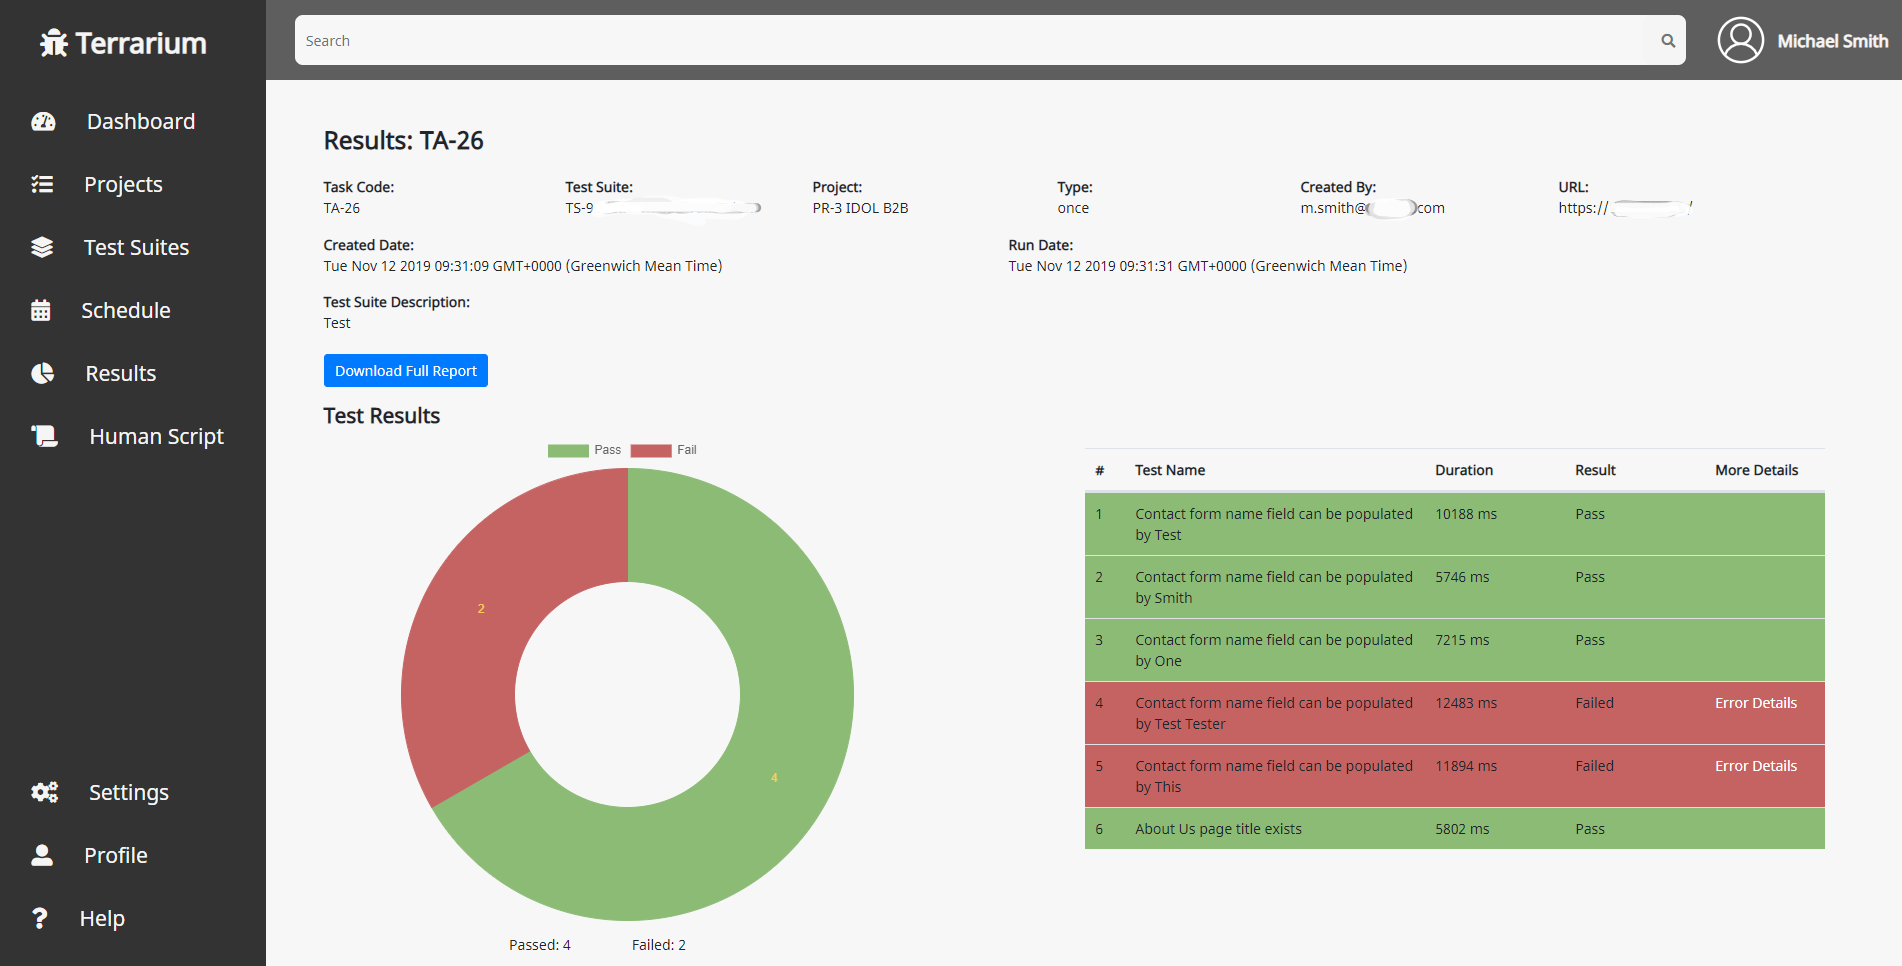 Terrarium
Search
Michael Smith
Dashboard
Projects
Test Suites
Schedule
Results
Human Script
Settings
Profile
Help
Results: TA-26
Task Code: Test Suite: Project: Type: Created By: URL:
TA-26 TS-9 PR-3 IDOL B2B once m.smith@ com https:// /
Created Date: Run Date:
Tue Nov 12 2019 09:31:09 GMT+0000 (Greenwich Mean Time) Tue Nov 12 2019 09:31:31 GMT+0000 (Greenwich Mean Time)
Test Suite Description:
Test
Download Full Report
Test Results
Pass Fail
2
4
Passed: 4 Failed: 2
# Test Name Duration Result More Details
1 Contact form name field can be populated 10188 ms Pass
by Test
2 Contact form name field can be populated 5746 ms Pass
by Smith
3 Contact form name field can be populated 7215 ms Pass
by One
4 Contact form name field can be populated 12483 ms Failed Error Details
by Test Tester
5 Contact form name field can be populated 11894 ms Failed Error Details
by This
6 About Us page title exists 5802 ms Pass